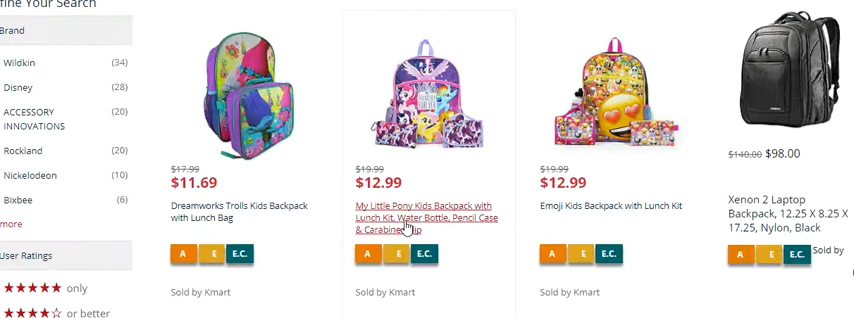 fine Your Search
Brand
Wildkin (34)
Disney (28)
ACCESSORY (20)
INNOVATIONS
Rockland (20)
Nickelodeon (10)
Bixbee (6)
more
User Ratings
only
or better
$17.99
$11.69
Dreamworks Trolls Kids Backpack
with Lunch Bag
A E E.C.
Sold by Kmart
$19.99
$12.99
My Little Pony Kids Backpack with
Lunch Kit, Water Bottle, Pencil Case
& Carabiner Clip
A E E.C.
Sold by Kmart
$19.99
$12.99
Emoji Kids Backpack with Lunch Kit
A E E.C.
Sold by Kmart
$140.00 $98.00
Xenon 2 Laptop
Backpack, 12.25 X 8.25 X
17.25, Nylon, Black
A E E.C. Sold by